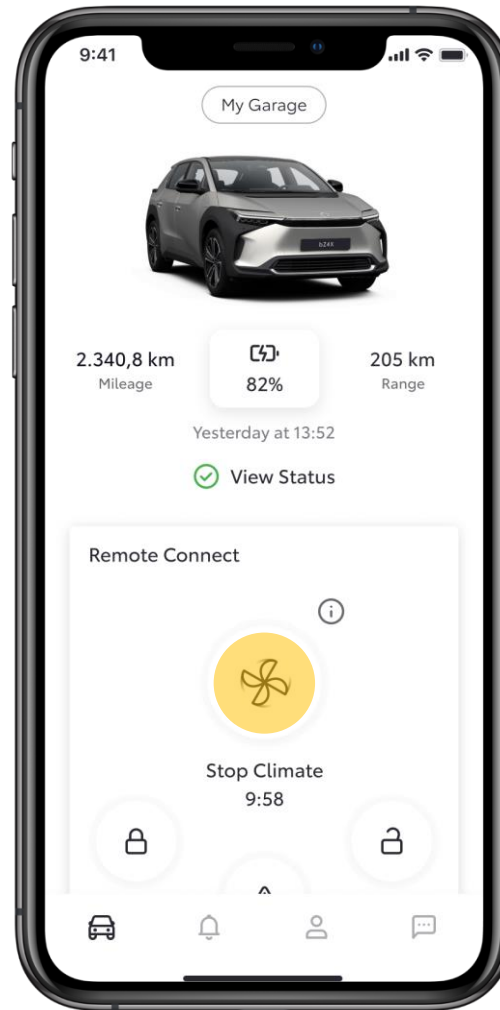 9:41
My Garage
bZ4X
2.340,8 km
82%
205 km
Mileage
Range
Yesterday at 13:52
View Status
Remote Connect
Stop Climate
9:58